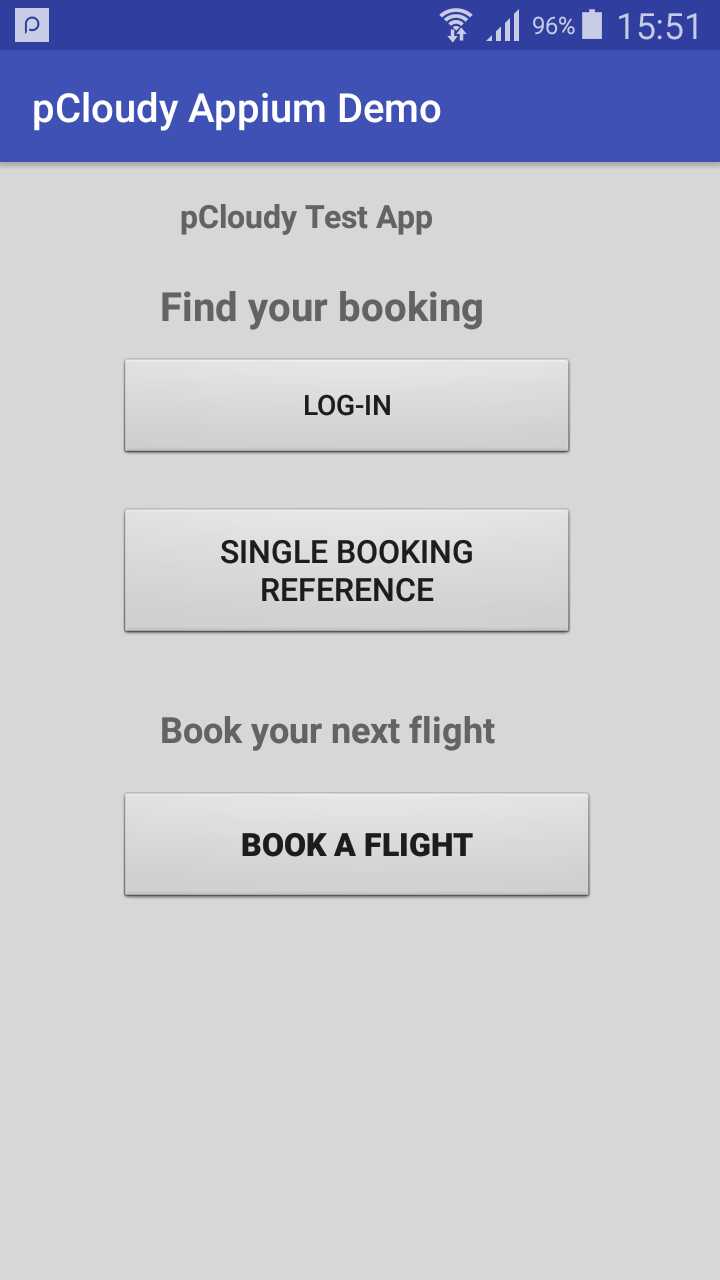 96% 15:51
pCloudy Appium Demo
pCloudy Test App
Find your booking
LOG-IN
SINGLE BOOKING
REFERENCE
Book your next flight
BOOK A FLIGHT